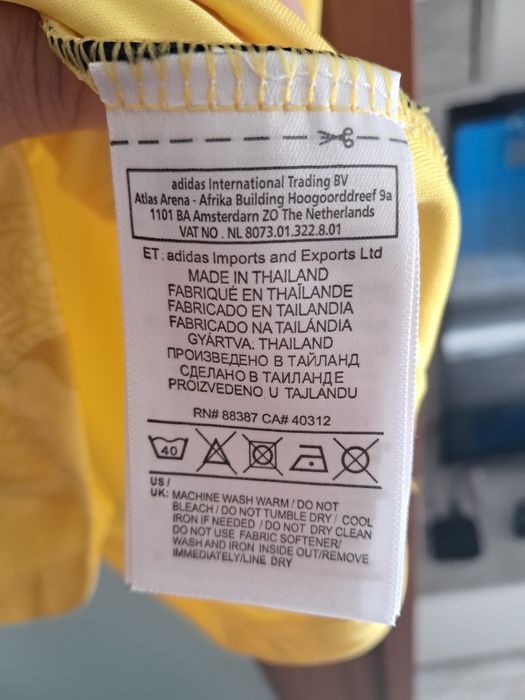 adidas International Trading BV
Atlas Arena - Afrika Building Hoogoorddreef 9a
1101 BA Amsterdarn ZO The Netherlands
VAT NO . NL 8073.01.322.8.01
ET : adidas Imports and Exports Ltd
MADE IN THAILAND
FABRIQUÉ EN THAÏLANDE
FABRICADO EN TAILANDIA
FABRICADO NA TAILÂNDIA
GYÁRTVA: THAILAND
ПРОИЗВЕДЕНО В ТАЙЛАНД
СДЕЛАНО В ТАИЛАНДЕ
PROIZVEDENO U TAJLANDU
RN# 88387 CA# 40312
40
US /
UK: MACHINE WASH WARM / DO NOT
BLEACH / DO NOT TUMBLE DRY / COOL
IRON IF NEEDED / DO NOT DRY CLEAN
DO NOT USE FABRIC SOFTENER/
WASH AND IRON INSIDE OUT/REMOVE
IMMEDIATELY/LINE DRY